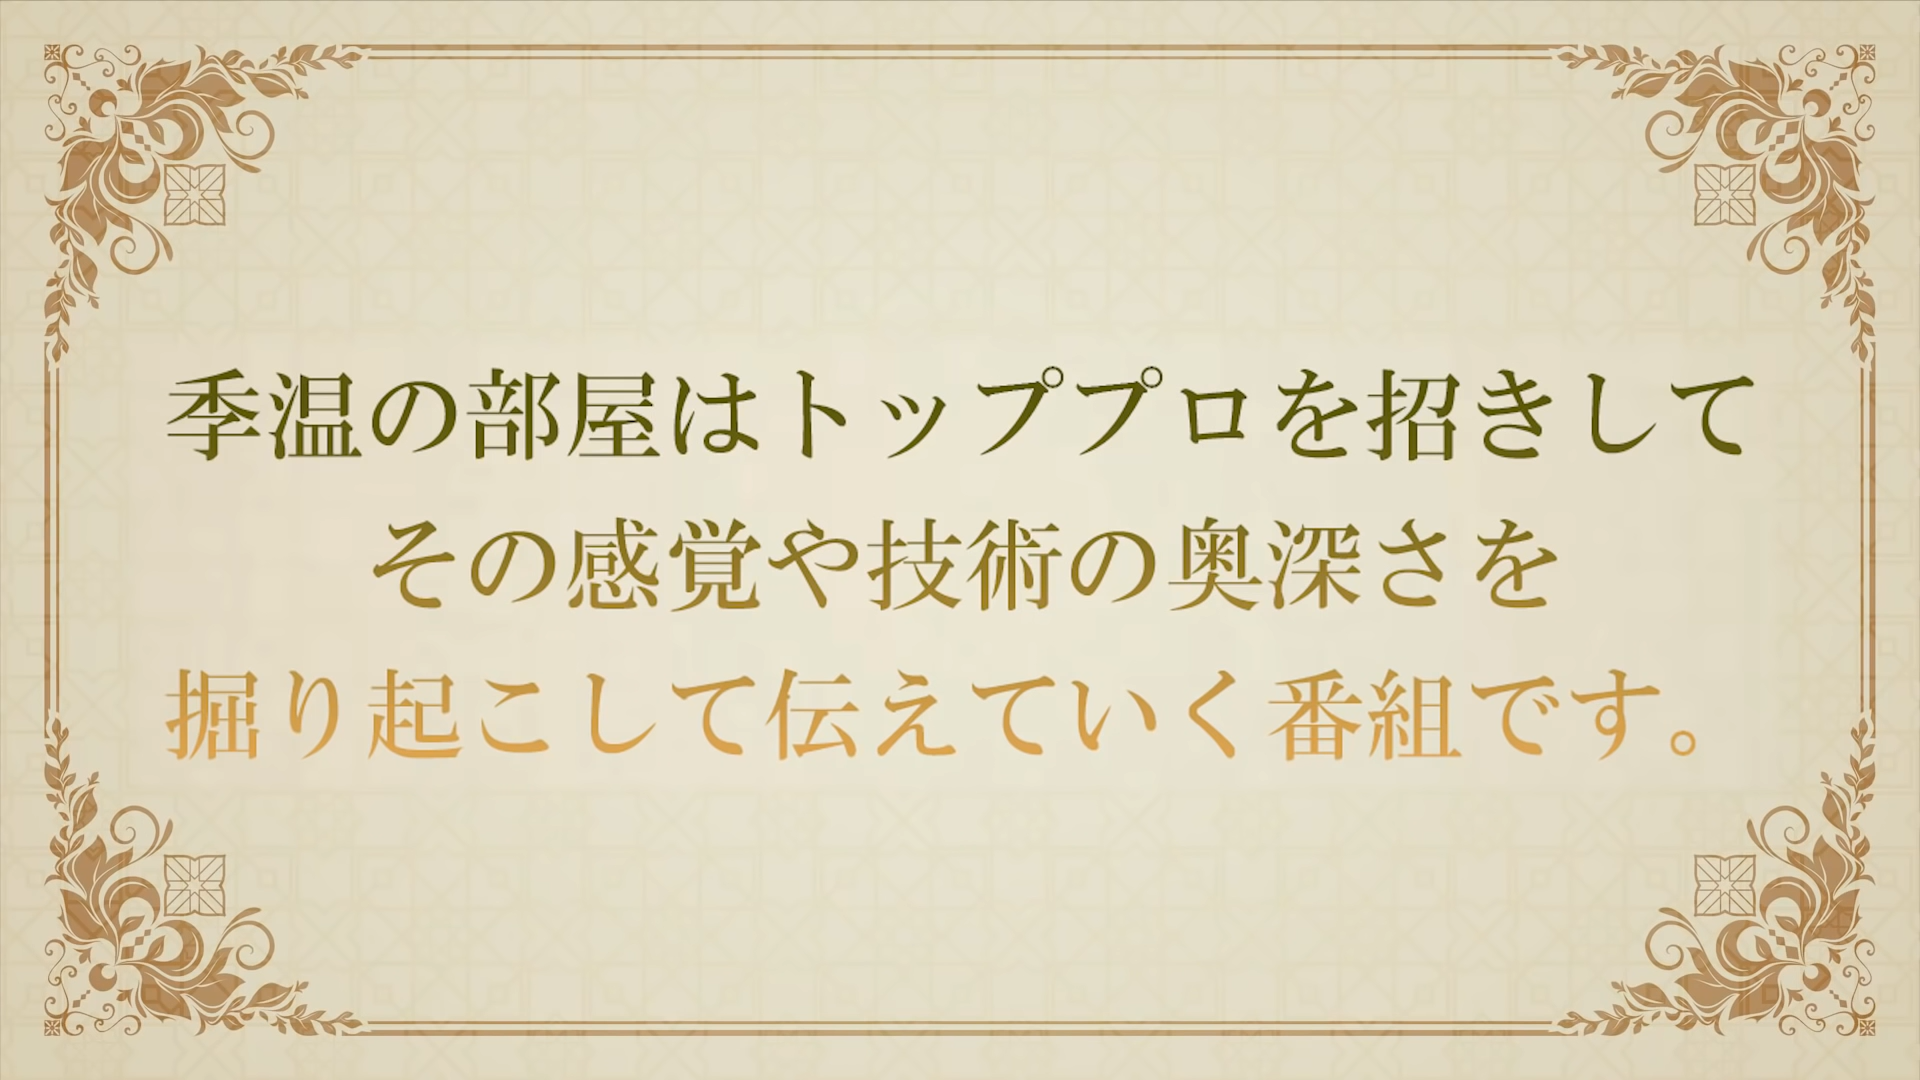 季温の部屋はトッププロを招きして
その感覚や技術の奥深さを
掘り起こして伝えていく番組です。